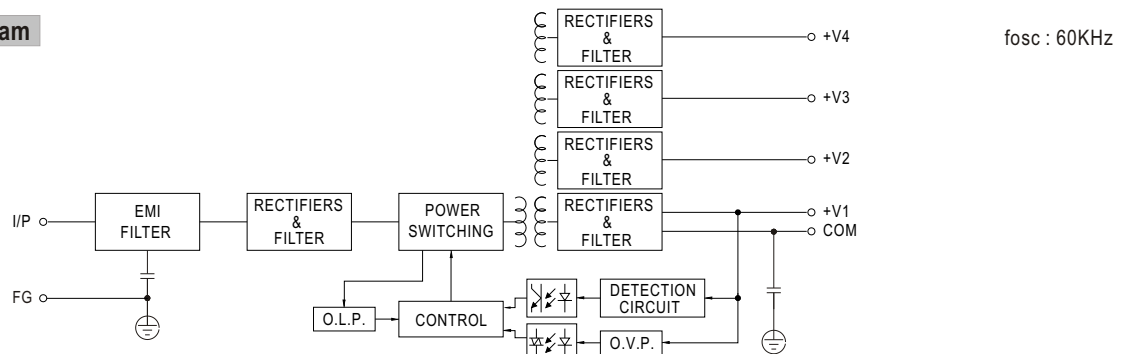 am
fosc : 60KHz
RECTIFIERS
&
FILTER
+V4
RECTIFIERS
&
FILTER
+V3
RECTIFIERS
&
FILTER
+V2
I/P
EMI
FILTER
RECTIFIERS
&
FILTER
POWER
SWITCHING
RECTIFIERS
&
FILTER
+V1
COM
FG
O.L.P.
CONTROL
DETECTION
CIRCUIT
O.V.P.